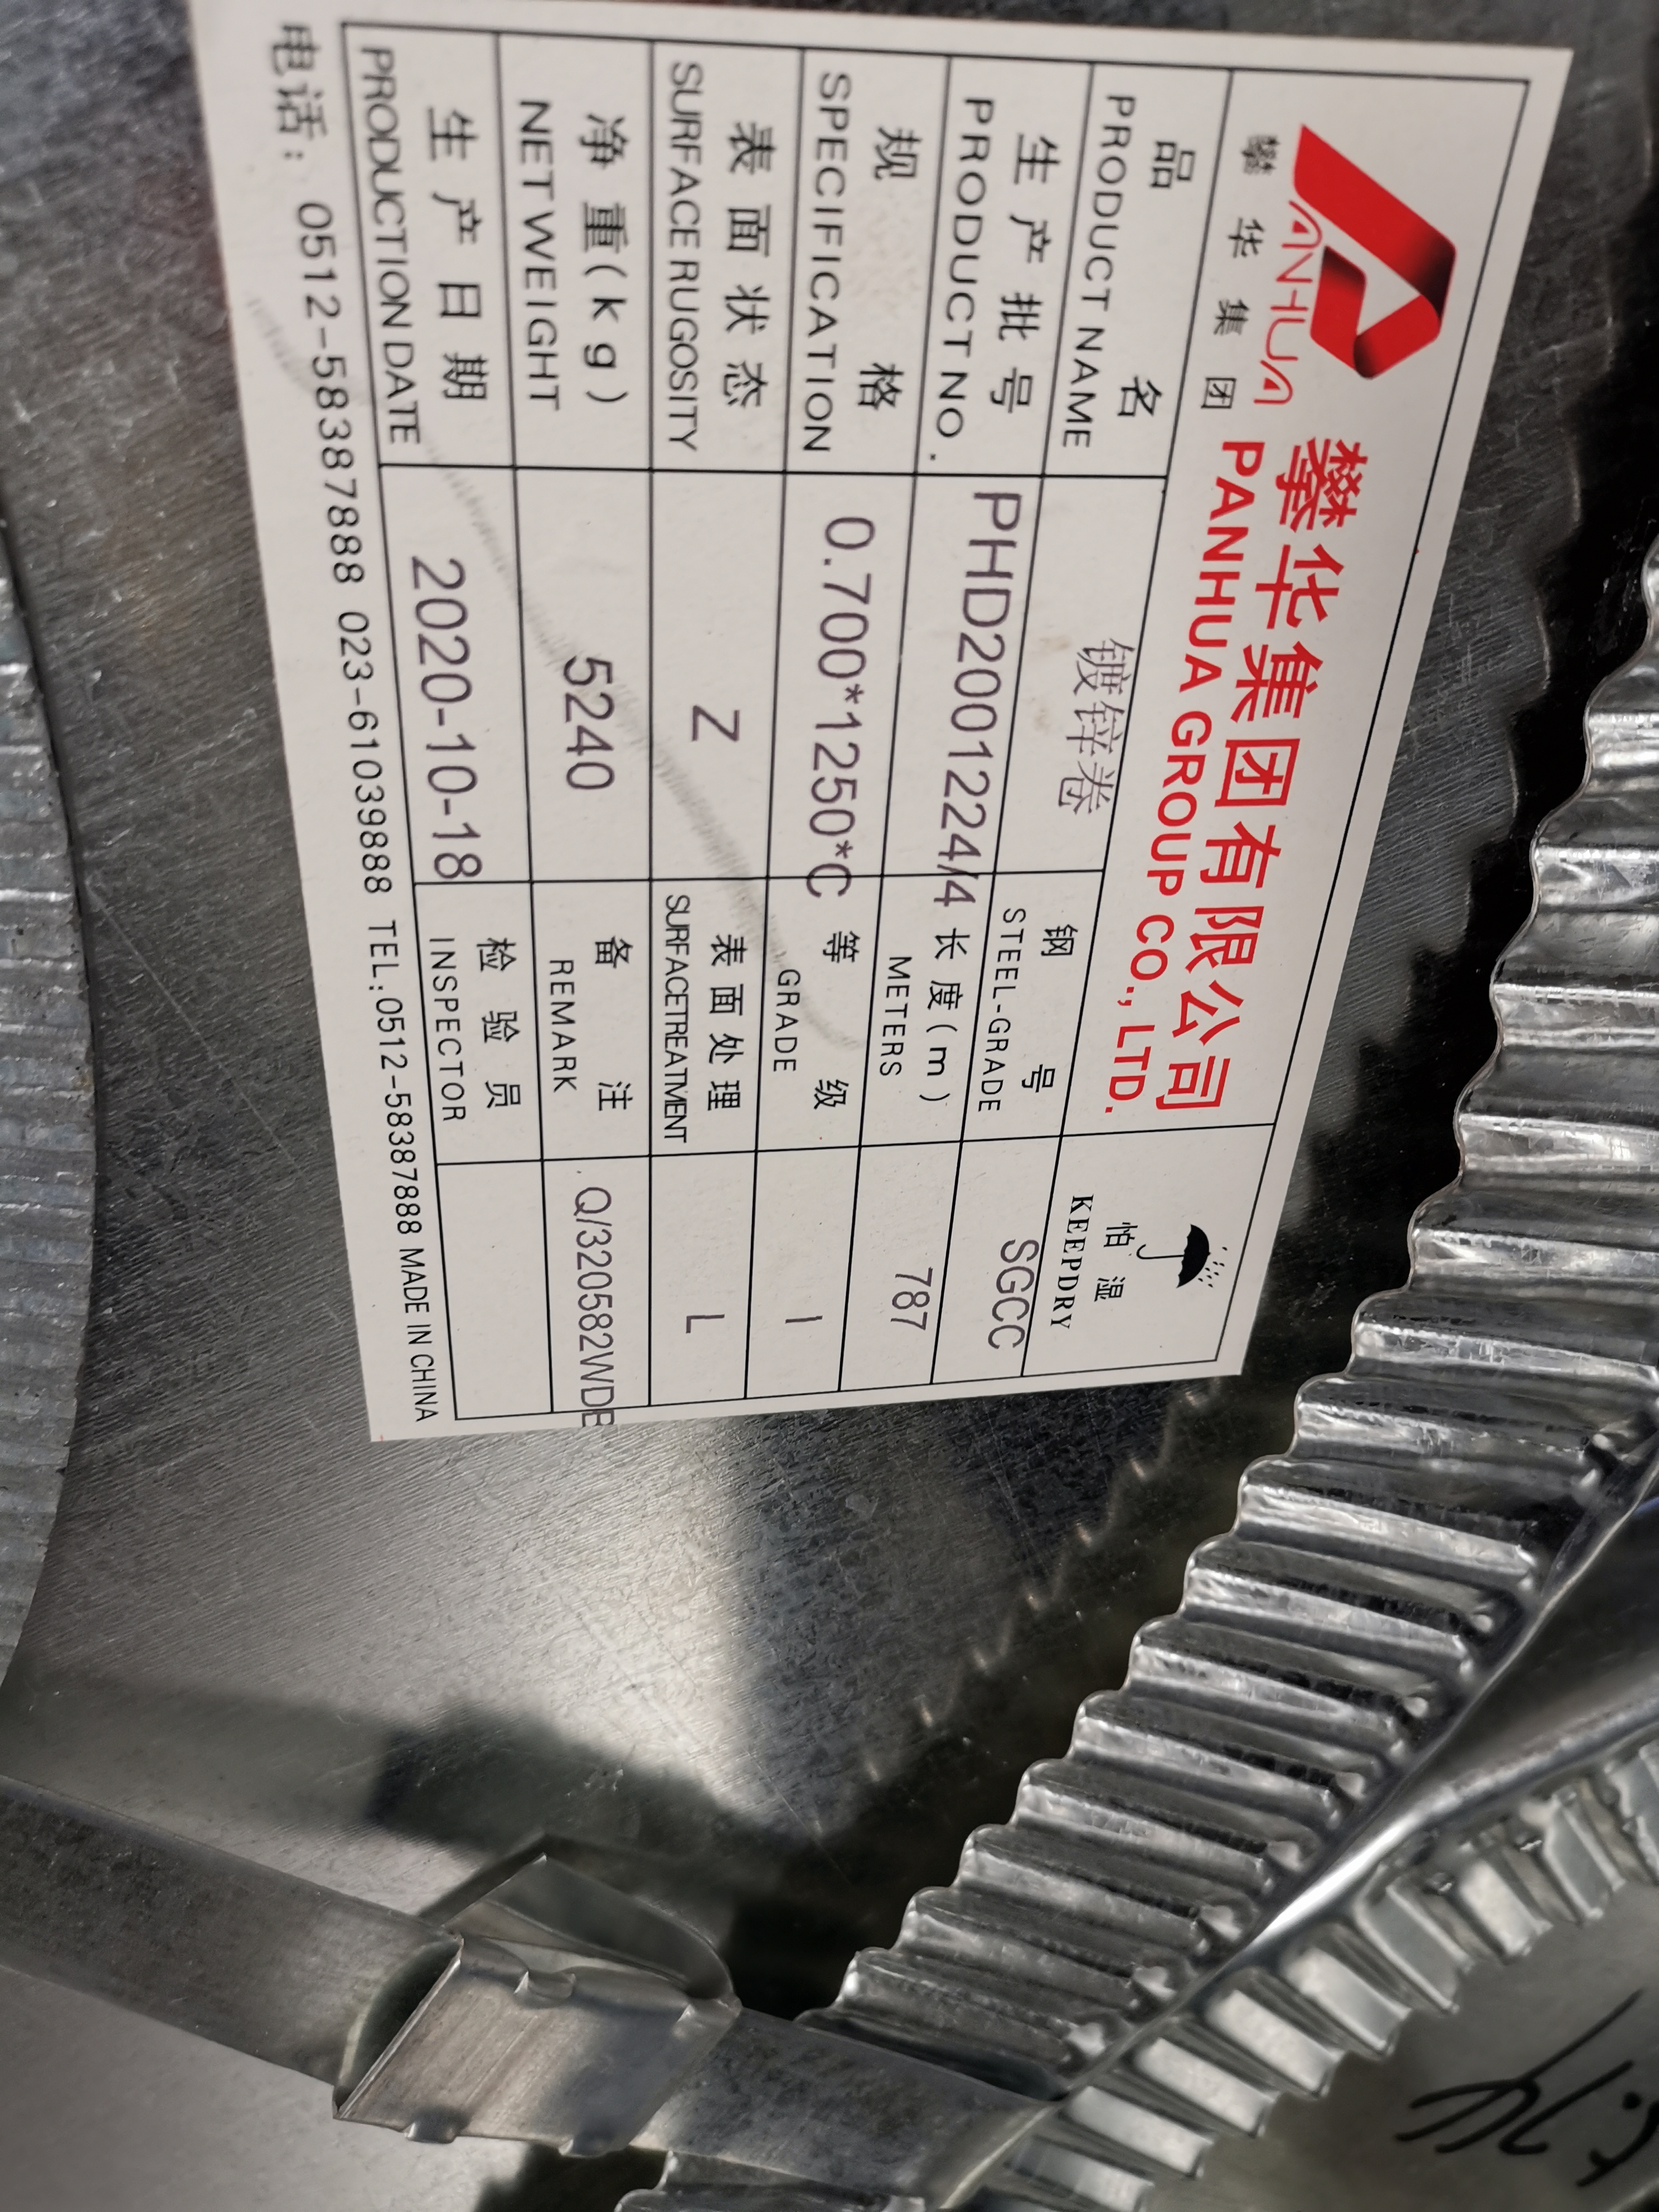 PANHUA
攀华集团
攀华集团有限公司
PANHUA GROUP CO., LTD.
怕湿
KEEPDRY
品名 镀锌卷 钢号 SGCC
PRODUCT NAME STEEL-GRADE
生产批号 PHD2001224/4 长度(m) 787
PRODUCT NO. METERS
规格 0.700*1250*C 等级 I
SPECIFICATION GRADE
表面状态 Z 表面处理 L
SURFACE RUGOSITY SURFACETREATMENT
净重(kg) 5240 备注 Q/320582WDE
NET WEIGHT REMARK
生产日期 2020-10-18 检验员
PRODUCTION DATE INSPECTOR
电话: 0512-58387888 023-61039888 TEL:0512-58387888 MADE IN CHINA